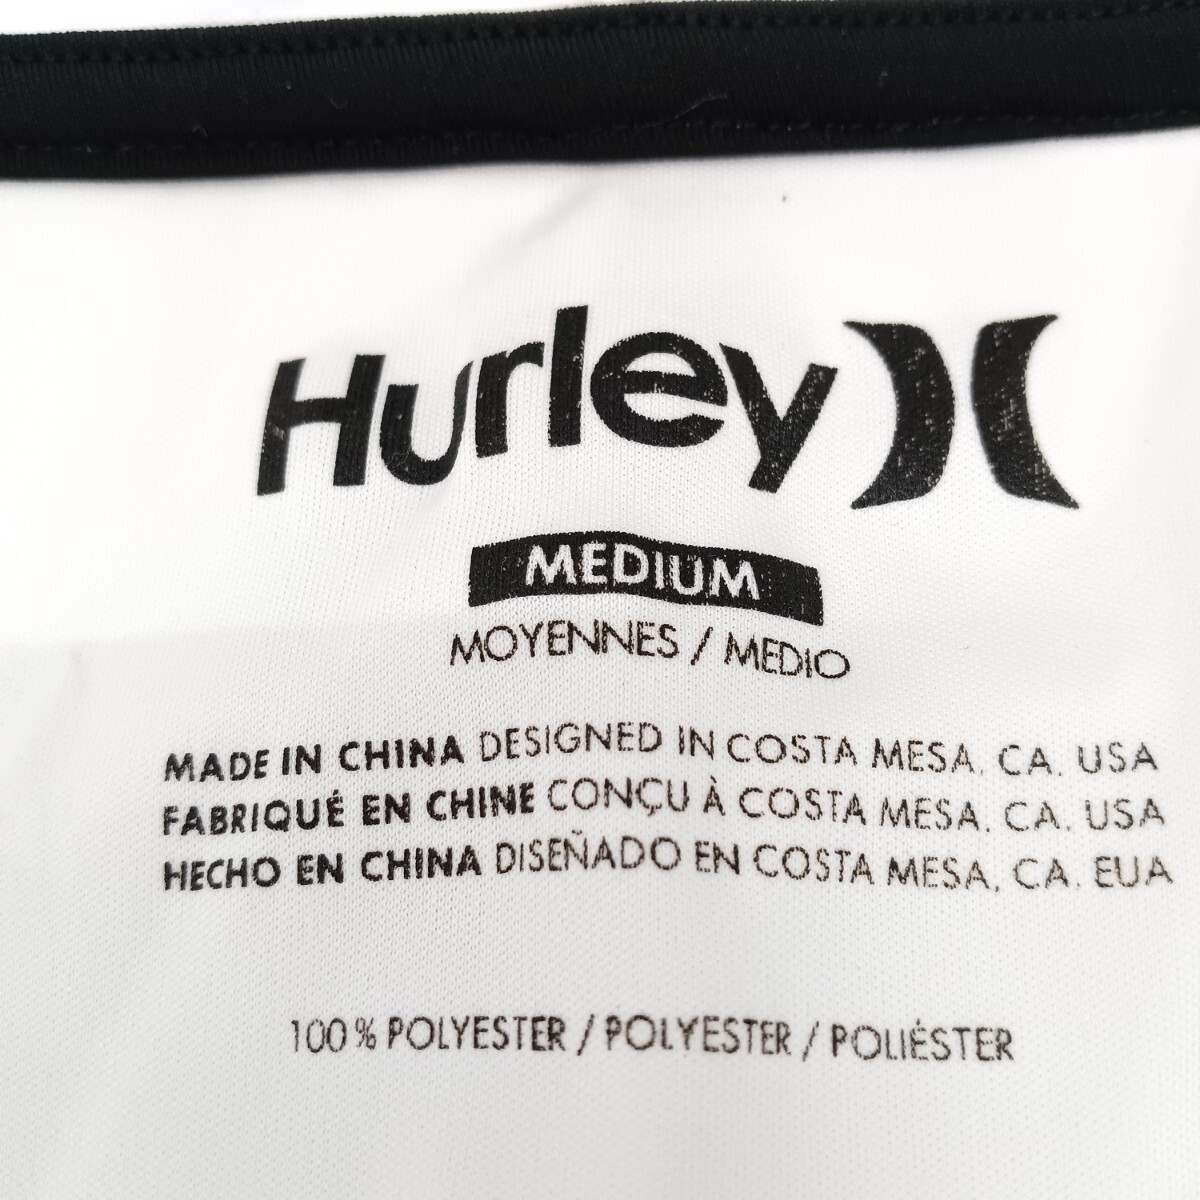 Hurley
MEDIUM
MOYENNES / MEDIO
MADE IN CHINA DESIGNED IN COSTA MESA, CA. USA
FABRIQUÉ EN CHINE CONÇU À COSTA MESA, CA. USA
HECHO EN CHINA DISEÑADO EN COSTA MESA, CA. EUA
100% POLYESTER / POLYESTER / POLIÉSTER